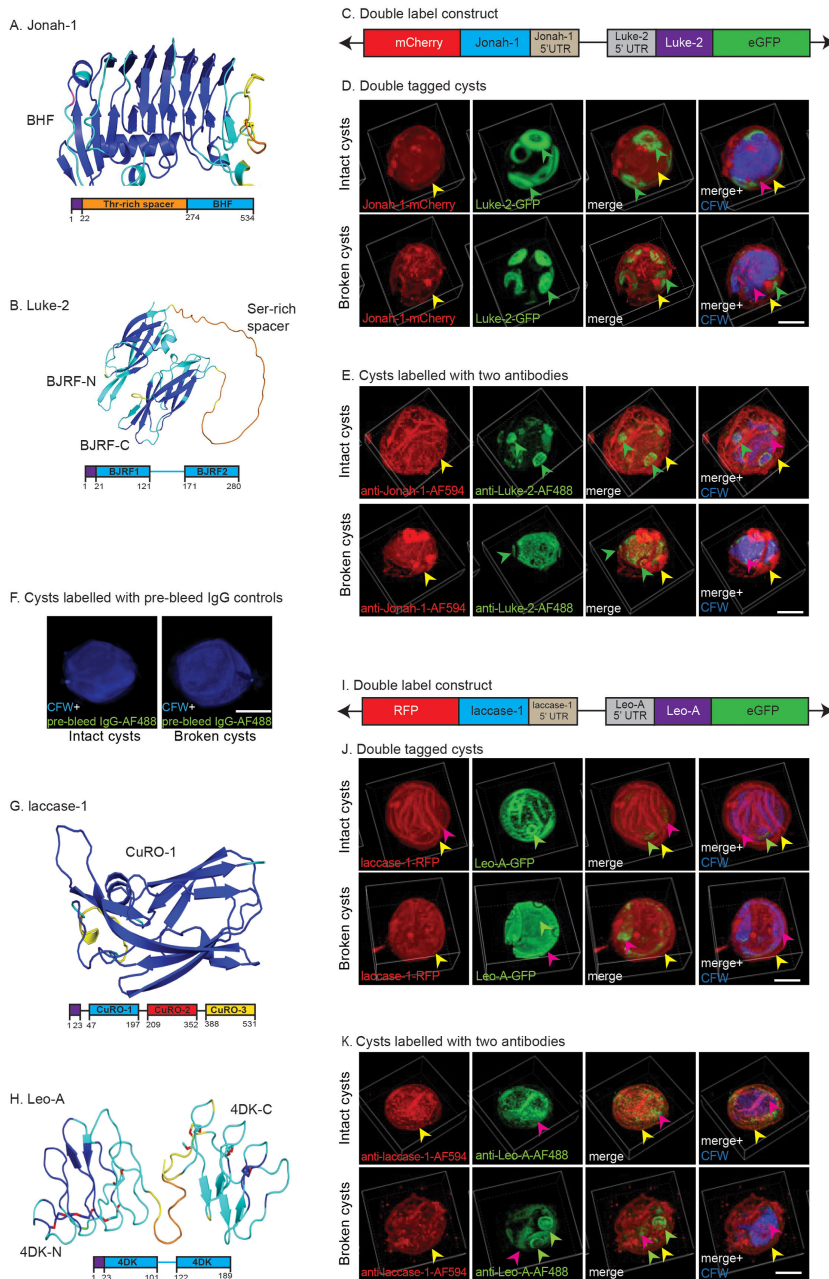 A. Jonah-1
BHF
Thr-rich spacer
BHF
1
22
274
534
B. Luke-2
Ser-rich
spacer
BJRF-N
BJRF-C
BJRF1
BJRF2
1
21
121
171
280
F. Cysts labelled with pre-bleed IgG controls
CFW+
pre-bleed IgG-AF488
CFW+
pre-bleed IgG-AF488
Intact cysts
Broken cysts
G. laccase-1
CuRO-1
CuRO-1
CuRO-2
CuRO-3
1
23
47
197
209
352
388
531
H. Leo-A
4DK-C
4DK-N
4DK
4DK
1
23
101
122
189
C. Double label construct
mCherry
Jonah-1
Jonah-1
5'UTR
Luke-2
5' UTR
Luke-2
eGFP
D. Double tagged cysts
Intact cysts
Jonah-1-mCherry
Luke-2-GFP
merge
merge+
CFW
Broken cysts
Jonah-1-mCherry
Luke-2-GFP
merge
merge+
CFW
E. Cysts labelled with two antibodies
Intact cysts
anti-Jonah-1-AF594
anti-Luke-2-AF488
merge
merge+
CFW
Broken cysts
anti-Jonah-1-AF594
anti-Luke-2-AF488
merge
merge+
CFW
I. Double label construct
RFP
laccase-1
laccase-1
5' UTR
Leo-A
5' UTR
Leo-A
eGFP
J. Double tagged cysts
Intact cysts
laccase-1-RFP
Leo-A-GFP
merge
merge+
CFW
Broken cysts
laccase-1-RFP
Leo-A-GFP
merge
merge+
CFW
K. Cysts labelled with two antibodies
Intact cysts
anti-laccase-1-AF594
anti-Leo-A-AF488
merge
merge+
CFW
Broken cysts
anti-laccase-1-AF594
anti-Leo-A-AF488
merge
merge+
CFW